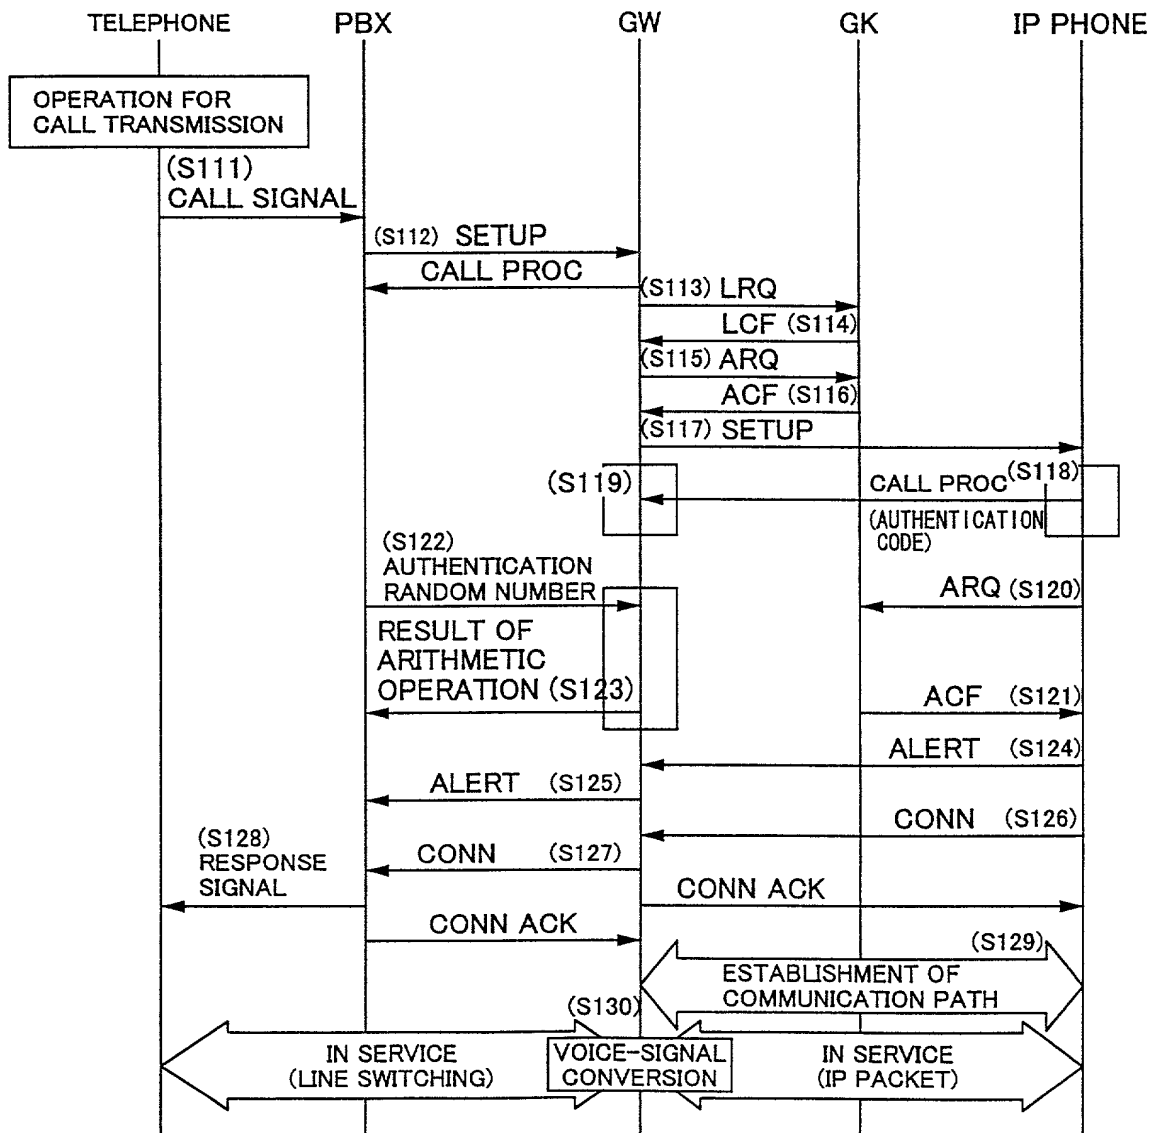 TELEPHONE PBX GW GK IP PHONE
OPERATION FOR
CALL TRANSMISSION
(S111)
CALL SIGNAL
(S112) SETUP
CALL PROC
(S113) LRQ
LCF (S114)
(S115) ARQ
ACF (S116)
(S117) SETUP
(S118)
(S119)
CALL PROC
(AUTHENTICATION
CODE)
(S122)
AUTHENTICATION
RANDOM NUMBER
ARQ (S120)
RESULT OF
ARITHMETIC
OPERATION (S123)
ACF (S121)
ALERT (S124)
ALERT (S125)
CONN (S126)
(S128)
RESPONSE
SIGNAL
CONN (S127)
CONN ACK
CONN ACK
(S129)
ESTABLISHMENT OF
COMMUNICATION PATH
(S130)
IN SERVICE
(LINE SWITCHING)
VOICE-SIGNAL
CONVERSION
IN SERVICE
(IP PACKET)